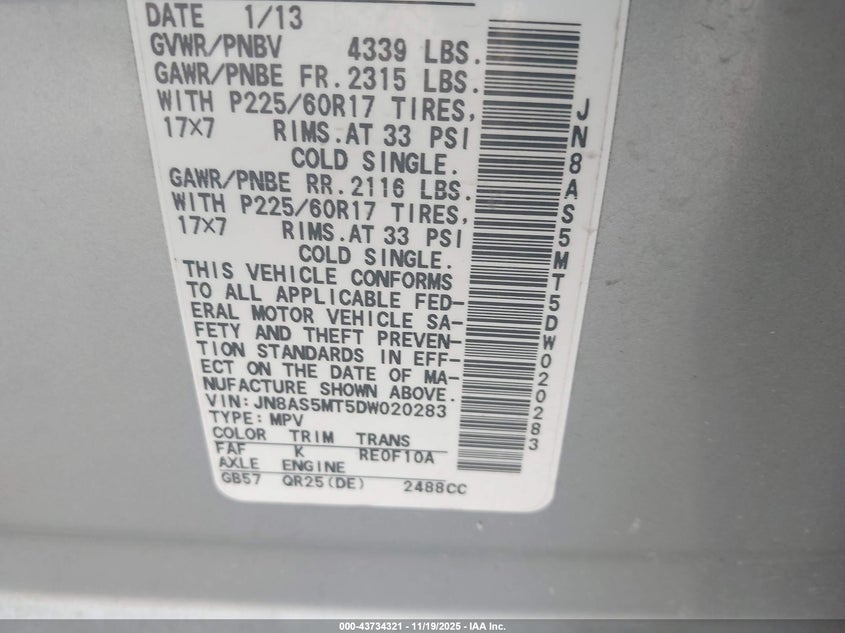 DATE 1/13
GVWR/PNBV 4339 LBS.
GAWR/PNBE FR. 2315 LBS.
WITH P225/60R17 TIRES,
17X7 RIMS.AT 33 PSI
COLD SINGLE.
GAWR/PNBE RR. 2116 LBS.
WITH P225/60R17 TIRES,
17X7 RIMS.AT 33 PSI
COLD SINGLE.
THIS VEHICLE CONFORMS
TO ALL APPLICABLE FED-
ERAL MOTOR VEHICLE SA-
FETY AND THEFT PREVEN-
TION STANDARDS IN EFF-
ECT ON THE DATE OF MA-
NUFACTURE SHOWN ABOVE.
VIN:JN8AS5MT5DW020283
TYPE:MPV
COLOR TRIM TRANS
FAF K RE0F10A
AXLE ENGINE
GB57 QR25(DE) 2488CC
JN8AS5MT5DW020283
000-43734321 - 11/19/2025 - IAA Inc.